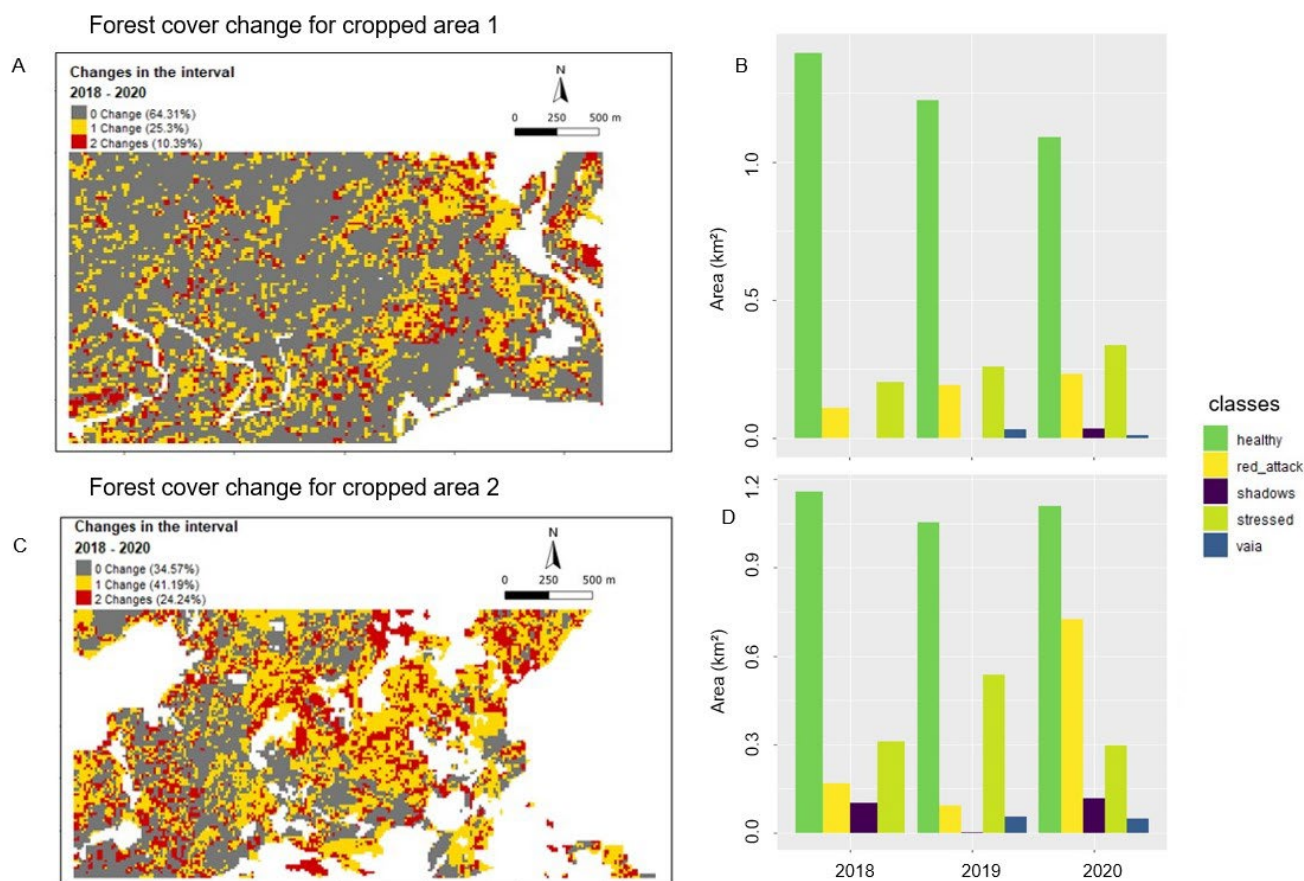 Forest cover change for cropped area 1
A
Changes in the interval
2018 - 2020
0 Change (64.31%)
1 Change (25.3%)
2 Changes (10.39%)
N
0 250 500 m
B
Area (km²)
0.0
0.5
1.0
Forest cover change for cropped area 2
C
Changes in the interval
2018 - 2020
0 Change (34.57%)
1 Change (41.19%)
2 Changes (24.24%)
N
0 250 500 m
D
Area (km²)
0.0
0.3
0.6
0.9
1.2
2018 2019 2020
classes
healthy
red_attack
shadows
stressed
vaia